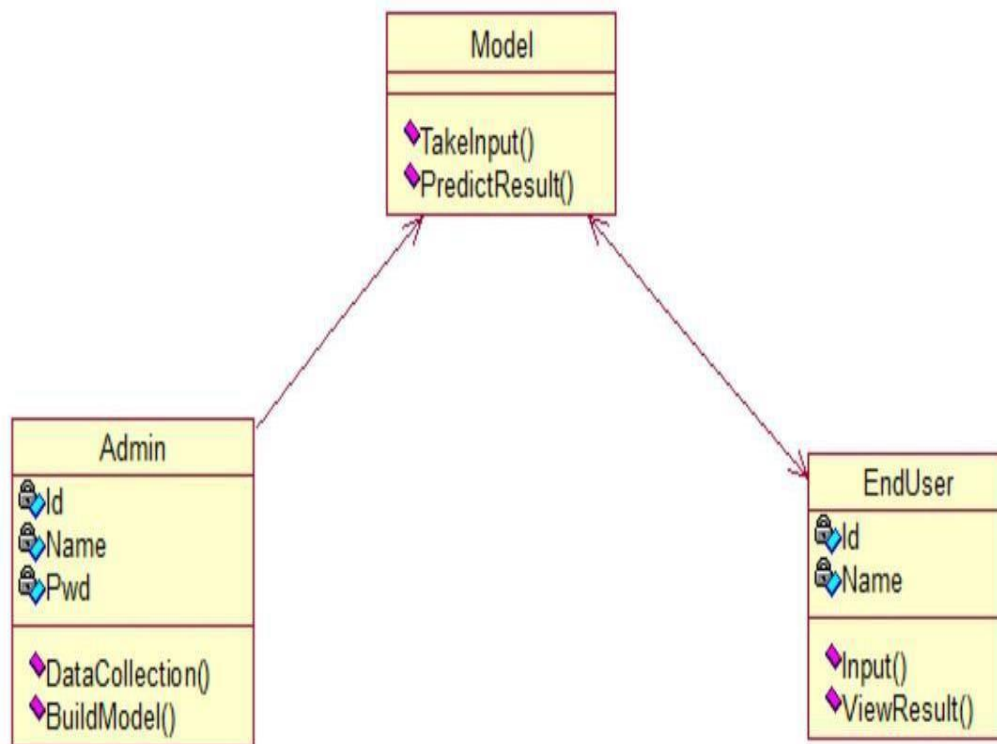 Model
TakeInput()
PredictResult()
Admin
Id
Name
Pwd
DataCollection()
BuildModel()
EndUser
Id
Name
Input()
ViewResult()